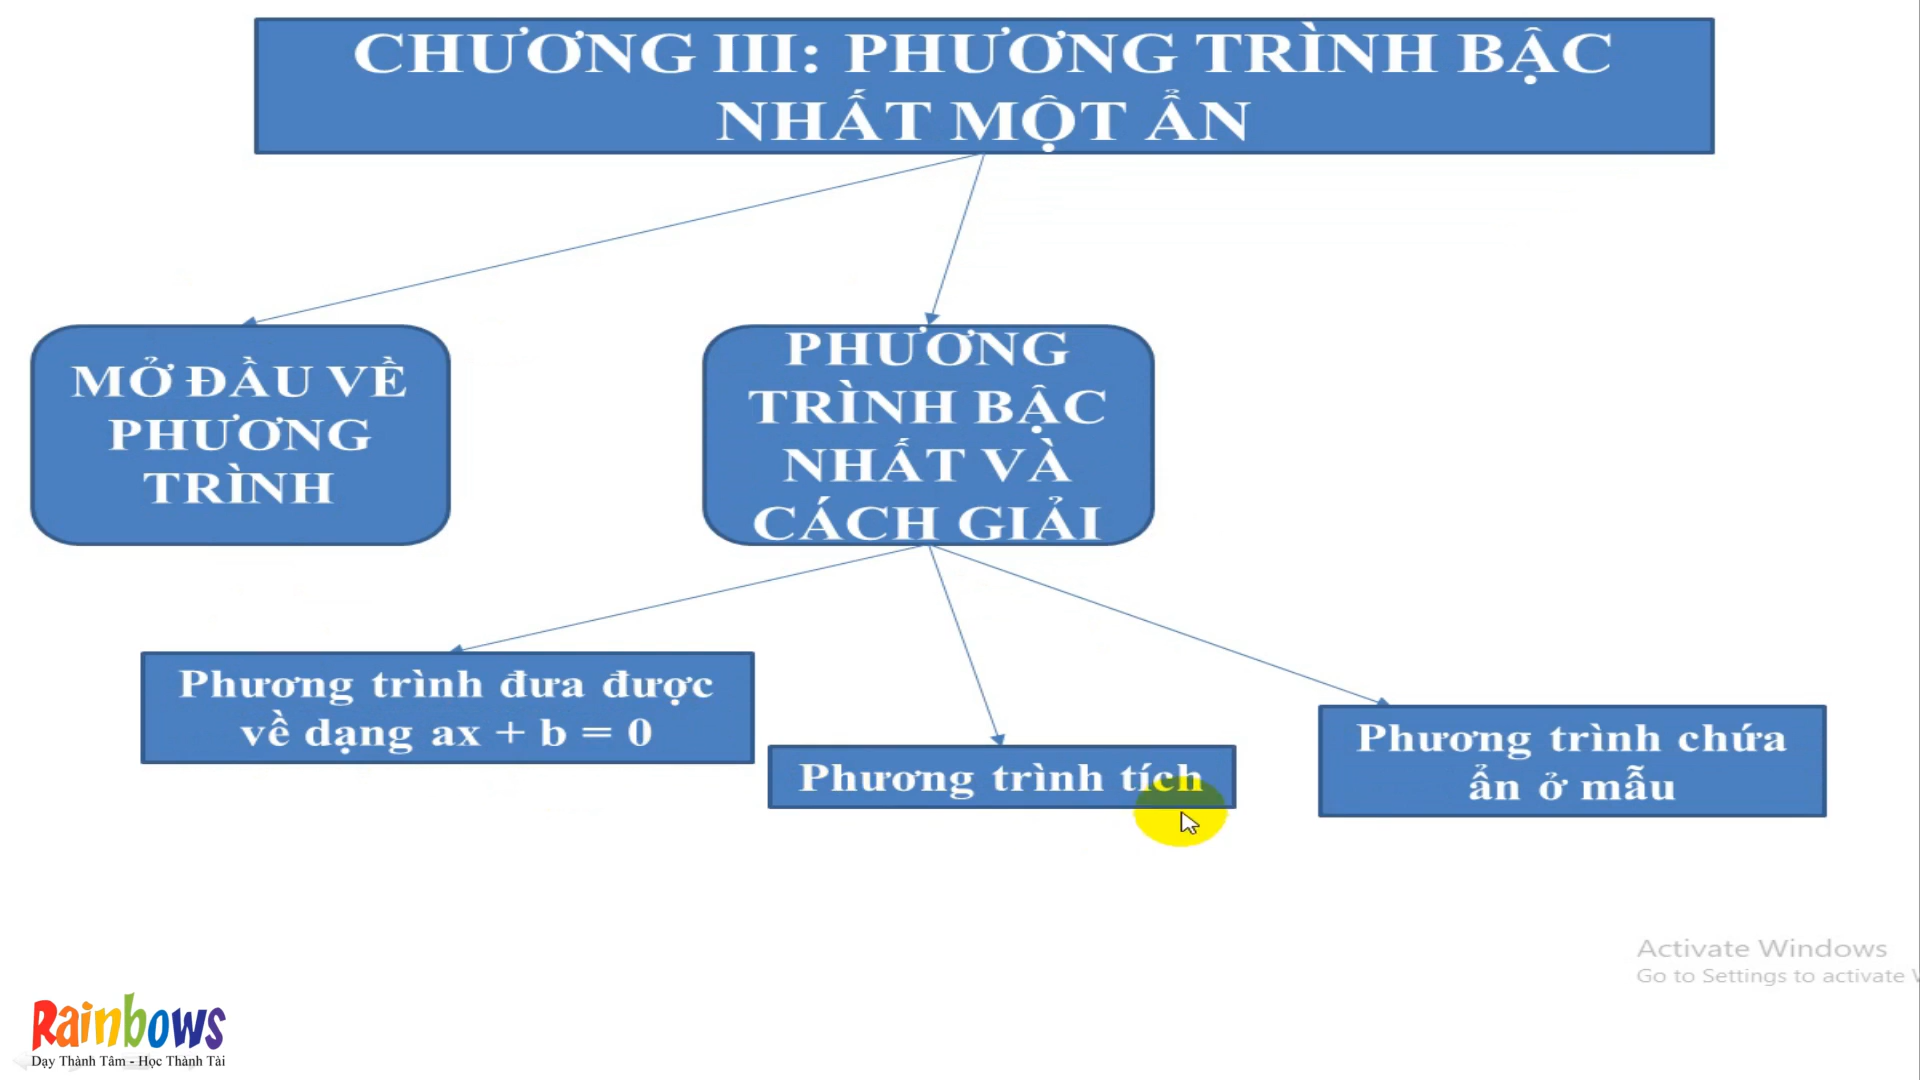 CHƯƠNG III: PHƯƠNG TRÌNH BẬC
NHẤT MỘT ẨN
MỞ ĐẦU VỀ
PHƯƠNG
TRÌNH
PHƯƠNG
TRÌNH BẬC
NHẤT VÀ
CÁCH GIẢI
Phương trình đưa được
về dạng ax + b = 0
Phương trình tích
Phương trình chứa
ẩn ở mẫu
Activate Windows
Go to Settings to activate
Rainbows
Dạy Thành Tâm - Học Thành Tài